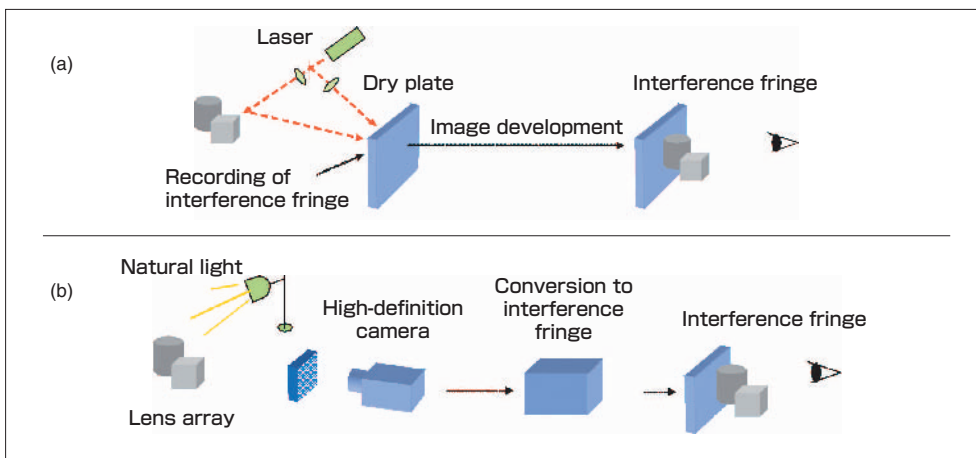 (a)
Laser
Dry plate
Interference fringe
Image development
Recording of
interference fringe
(b)
Natural light
High-definition
camera
Conversion to
interference
fringe
Interference fringe
Lens array